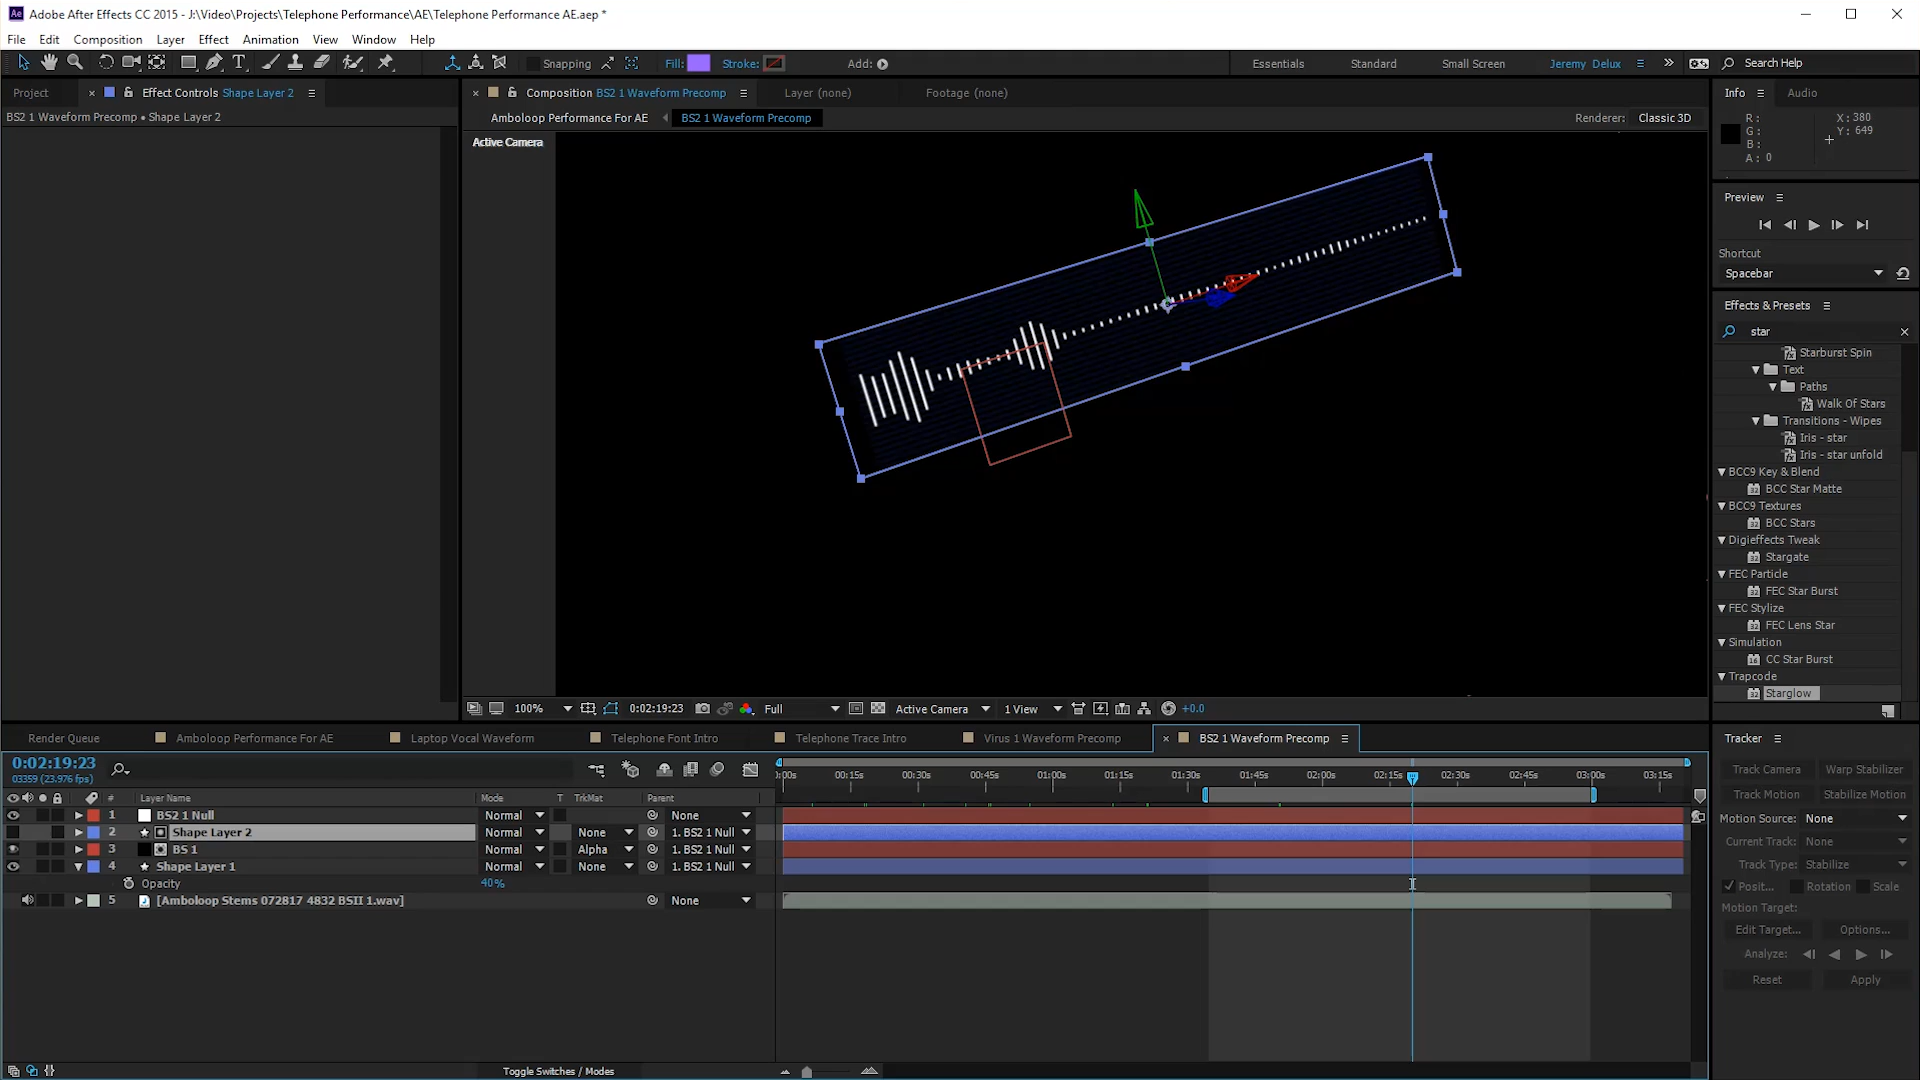 Adobe After Effects CC 2015 - J:\Video\Projects\Telephone Performance\AE\Telephone Performance AE.aep *
File Edit Composition Layer Effect Animation View Window Help
Snapping Fill: Stroke: Add: Essentials Standard Small Screen Jeremy Delux Search Help
Project Effect Controls Shape Layer 2
BS2 1 Waveform Precomp • Shape Layer 2
Composition BS2 1 Waveform Precomp Layer (none) Footage (none)
Amboloop Performance For AE BS2 1 Waveform Precomp Renderer: Classic 3D
Active Camera
100% 0:02:19:23 Full Active Camera 1 View +0.0
Info Audio
R: X: 380
G: Y: 649
B:
A: 0
Preview
Shortcut
Spacebar
Effects & Presets
star
Starburst Spin
Text
Paths
Walk Of Stars
Transitions - Wipes
Iris - star
Iris - star unfold
BCC9 Key & Blend
BCC Star Matte
BCC9 Textures
BCC Stars
Digieffects Tweak
Stargate
FEC Particle
FEC Star Burst
FEC Stylize
FEC Lens Star
Simulation
CC Star Burst
Trapcode
Starglow
Render Queue Amboloop Performance For AE Laptop Vocal Waveform Telephone Font Intro Telephone Trace Intro Virus 1 Waveform Precomp BS2 1 Waveform Precomp
0:02:19:23
03359 (23.976 fps)
:00s 00:15s 00:30s 00:45s 01:00s 01:15s 01:30s 01:45s 02:00s 02:15s 02:30s 02:45s 03:00s 03:15s
# Layer Name Mode T TrkMat Parent
1 BS2 1 Null Normal None
2 Shape Layer 2 Normal None 1. BS2 1 Null
3 BS 1 Normal Alpha 1. BS2 1 Null
4 Shape Layer 1 Normal None 1. BS2 1 Null
Opacity 40%
5 [Amboloop Stems 072817 4832 BSII 1.wav] None
Toggle Switches / Modes
Tracker
Track Camera Warp Stabilizer
Track Motion Stabilize Motion
Motion Source: None
Current Track: None
Track Type: Stabilize
Posit... Rotation Scale
Motion Target:
Edit Target... Options...
Analyze:
Reset Apply